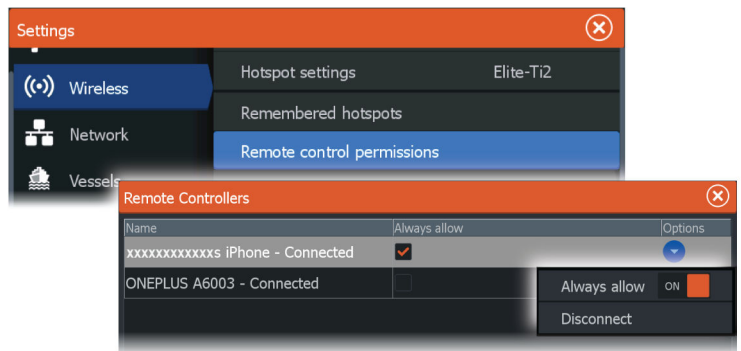 Settings
Wireless
Hotspot settings Elite-Ti2
Remembered hotspots
Network
Remote control permissions
Vessels
Remote Controllers
Name Always allow Options
xxxxxxxxxxxxs iPhone - Connected
ONEPLUS A6003 - Connected
Always allow ON
Disconnect